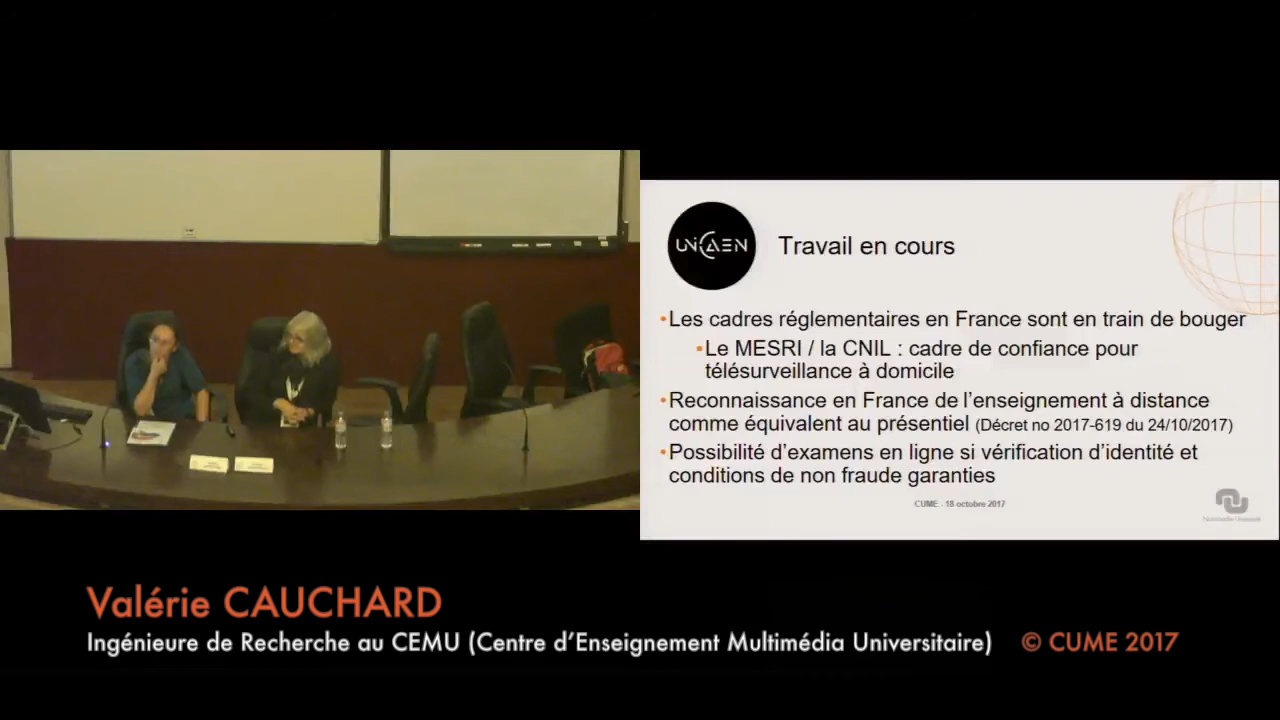 UNICAEN
Travail en cours
•Les cadres réglementaires en France sont en train de bouger
▪Le MESRI / la CNIL : cadre de confiance pour
télésurveillance à domicile
•Reconnaissance en France de l’enseignement à distance
comme équivalent au présentiel (Décret no 2017-619 du 24/10/2017)
•Possibilité d’examens en ligne si vérification d’identité et
conditions de non fraude garanties
CUME - 18 octobre 2017
Normandie Université
Valérie CAUCHARD
Ingénieure de Recherche au CEMU (Centre d’Enseignement Multimédia Universitaire)
© CUME 2017